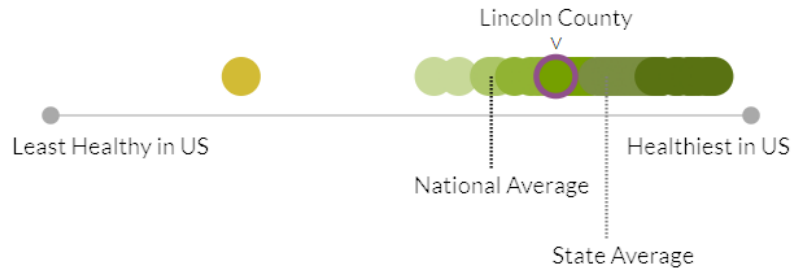 Lincoln County
v
Least Healthy in US
Healthiest in US
National Average
State Average